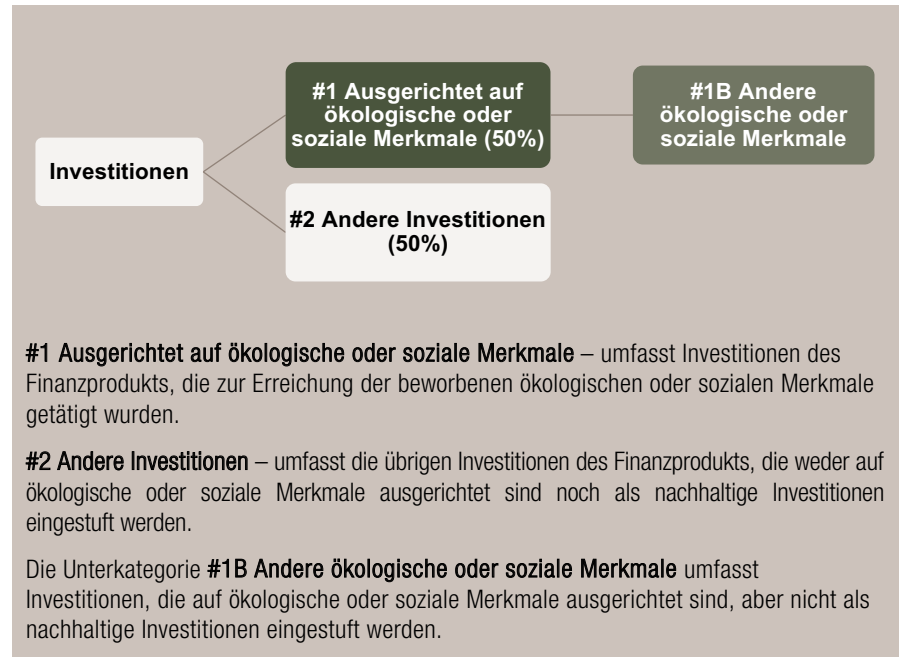 #1 Ausgerichtet auf
ökologische oder
soziale Merkmale (50%)
#1B Andere
ökologische oder
soziale Merkmale
Investitionen
#2 Andere Investitionen
(50%)
#1 Ausgerichtet auf ökologische oder soziale Merkmale – umfasst Investitionen des
Finanzprodukts, die zur Erreichung der beworbenen ökologischen oder sozialen Merkmale
getätigt wurden.
#2 Andere Investitionen – umfasst die übrigen Investitionen des Finanzprodukts, die weder auf
ökologische oder soziale Merkmale ausgerichtet sind noch als nachhaltige Investitionen
eingestuft werden.
Die Unterkategorie #1B Andere ökologische oder soziale Merkmale umfasst
Investitionen, die auf ökologische oder soziale Merkmale ausgerichtet sind, aber nicht als
nachhaltige Investitionen eingestuft werden.